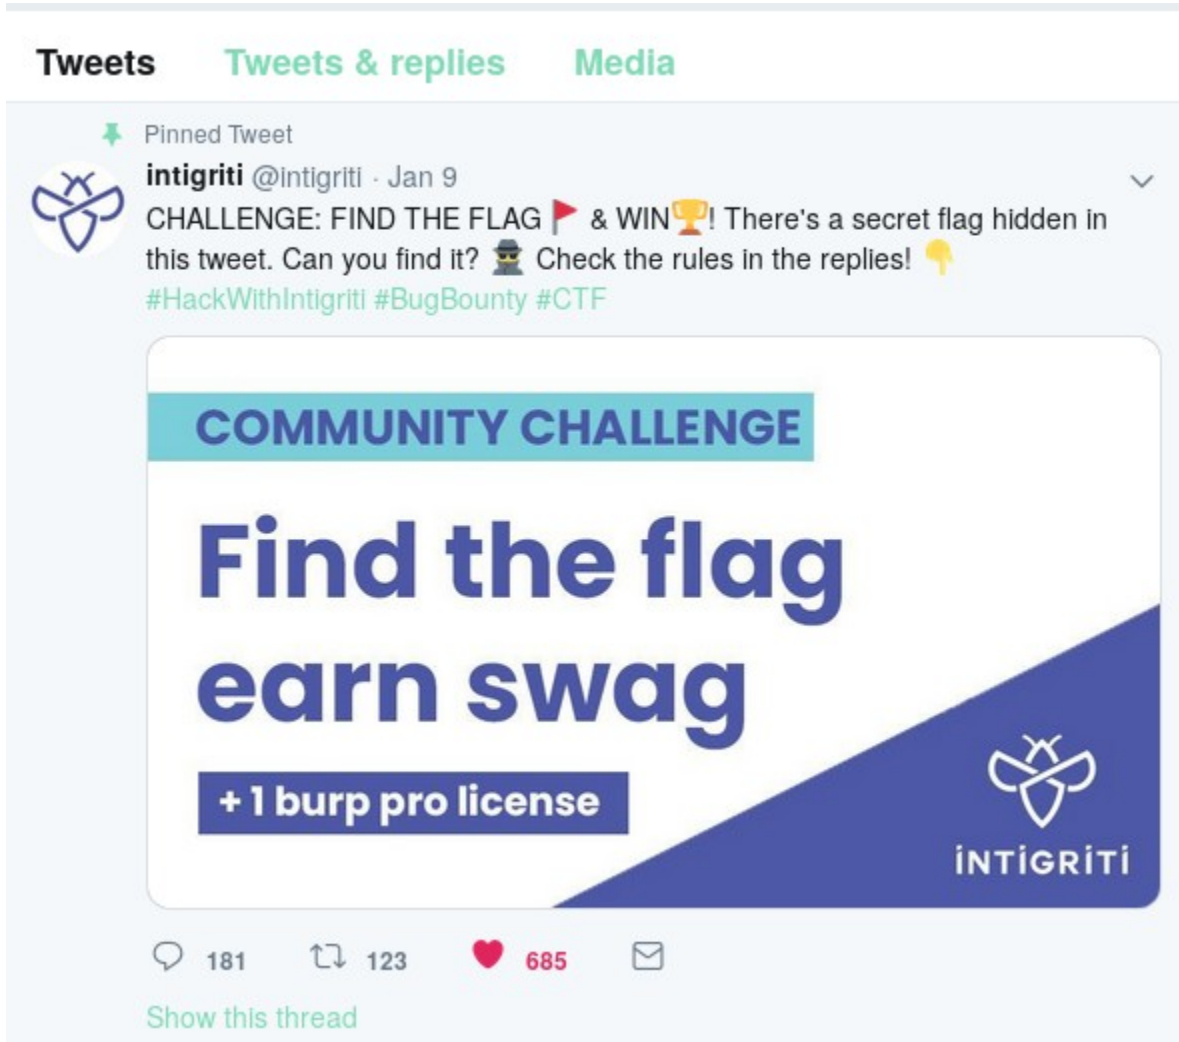 Tweets Tweets & replies Media
Pinned Tweet
intigriti @intigriti · Jan 9
CHALLENGE: FIND THE FLAG 🚩 & WIN🏆! There's a secret flag hidden in
this tweet. Can you find it? 🕵 Check the rules in the replies! 👇
#HackWithIntigriti #BugBounty #CTF
COMMUNITY CHALLENGE
Find the flag
earn swag
+ 1 burp pro license
iNTiGRiTi
181 123 685
Show this thread